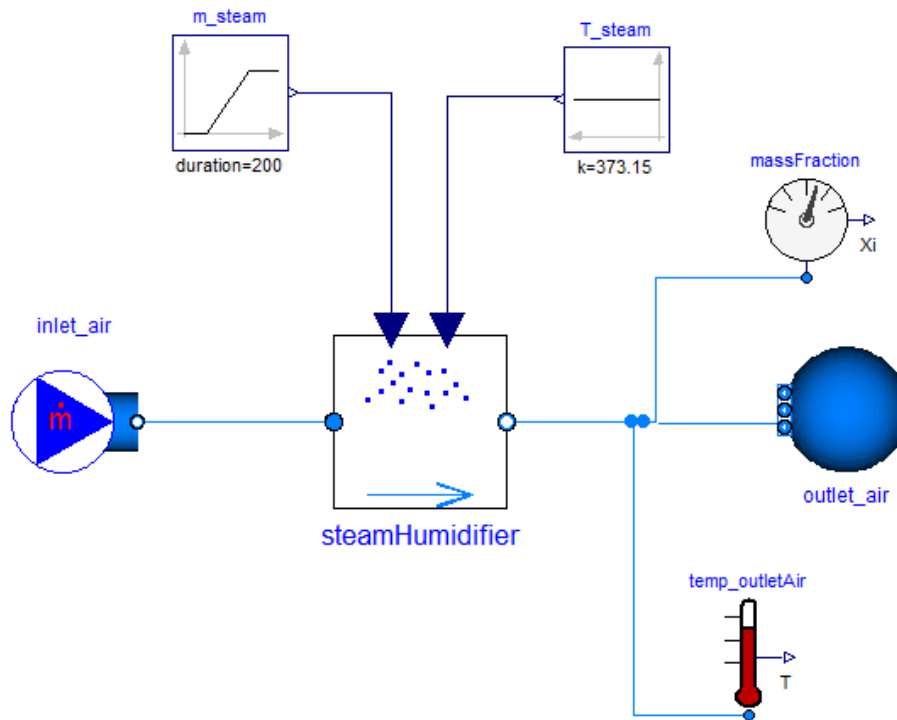 m_steam
T_steam
duration=200
k=373.15
massFraction
Xi
inlet_air
ṁ
outlet_air
steamHumidifier
temp_outletAir
T